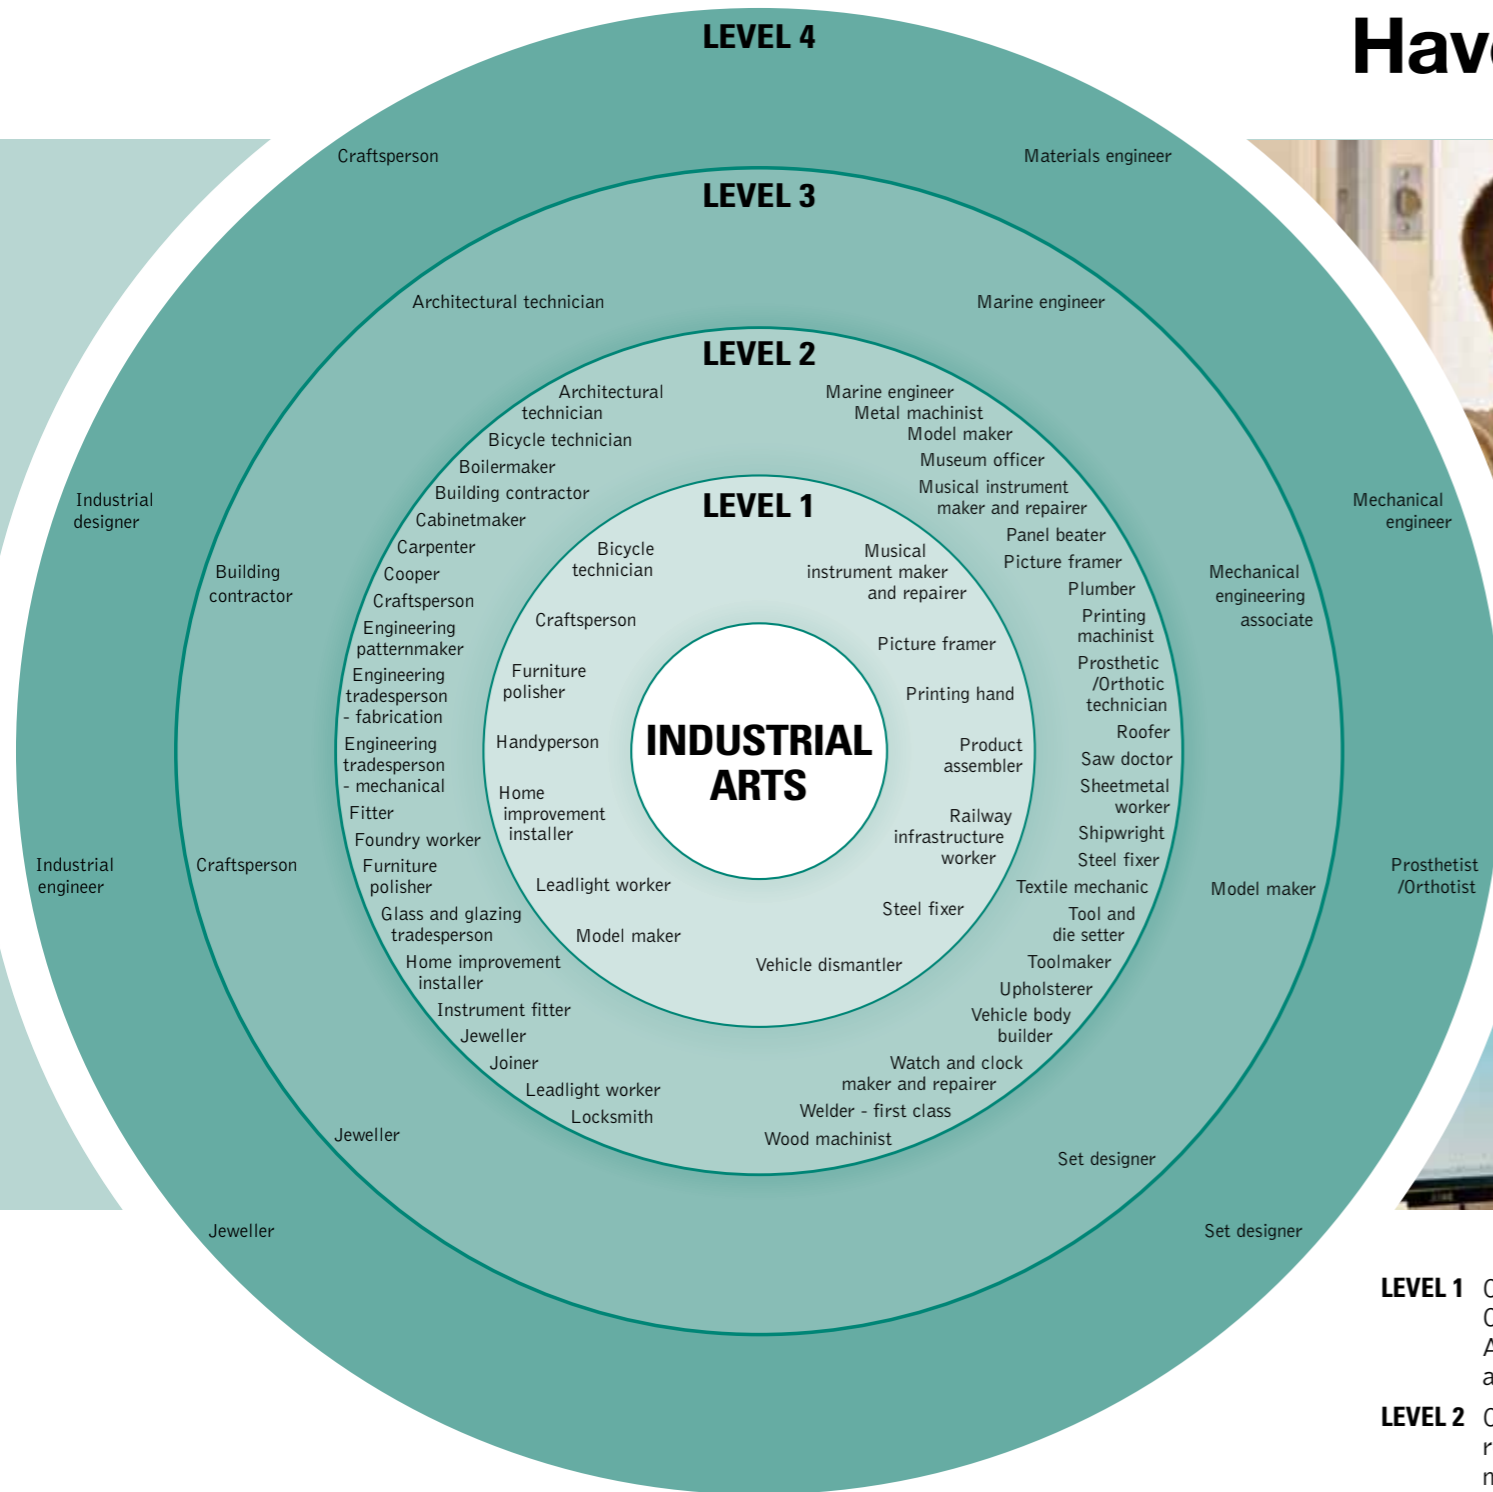 Have
LEVEL 4
Craftsperson
Materials engineer
Industrial
designer
Mechanical
engineer
Industrial
engineer
Prosthetist
/Orthotist
Jeweller
Set designer
LEVEL 3
Architectural technician
Marine engineer
Building
contractor
Mechanical
engineering
associate
Craftsperson
Model maker
Jeweller
Set designer
LEVEL 2
Architectural
technician
Bicycle technician
Boilermaker
Building contractor
Cabinetmaker
Carpenter
Cooper
Craftsperson
Engineering
patternmaker
Engineering
tradesperson
- fabrication
Engineering
tradesperson
- mechanical
Fitter
Foundry worker
Furniture
polisher
Glass and glazing
tradesperson
Home improvement
installer
Instrument fitter
Jeweller
Joiner
Leadlight worker
Locksmith
Marine engineer
Metal machinist
Model maker
Museum officer
Musical instrument
maker and repairer
Panel beater
Picture framer
Plumber
Printing
machinist
Prosthetic
/Orthotic
technician
Roofer
Saw doctor
Sheetmetal
worker
Shipwright
Steel fixer
Textile mechanic
Tool and
die setter
Toolmaker
Upholsterer
Vehicle body
builder
Watch and clock
maker and repairer
Welder - first class
Wood machinist
LEVEL 1
Bicycle
technician
Craftsperson
Furniture
polisher
Handyperson
Home
improvement
installer
Leadlight worker
Model maker
Musical
instrument maker
and repairer
Picture framer
Printing hand
Product
assembler
Railway
infrastructure
worker
Steel fixer
Vehicle dismantler
INDUSTRIAL
ARTS
LEVEL 1
LEVEL 2